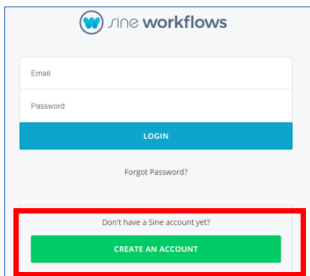 sine workflows
Email
Password
LOGIN
Forgot Password?
Don't have a Sine account yet?
CREATE AN ACCOUNT